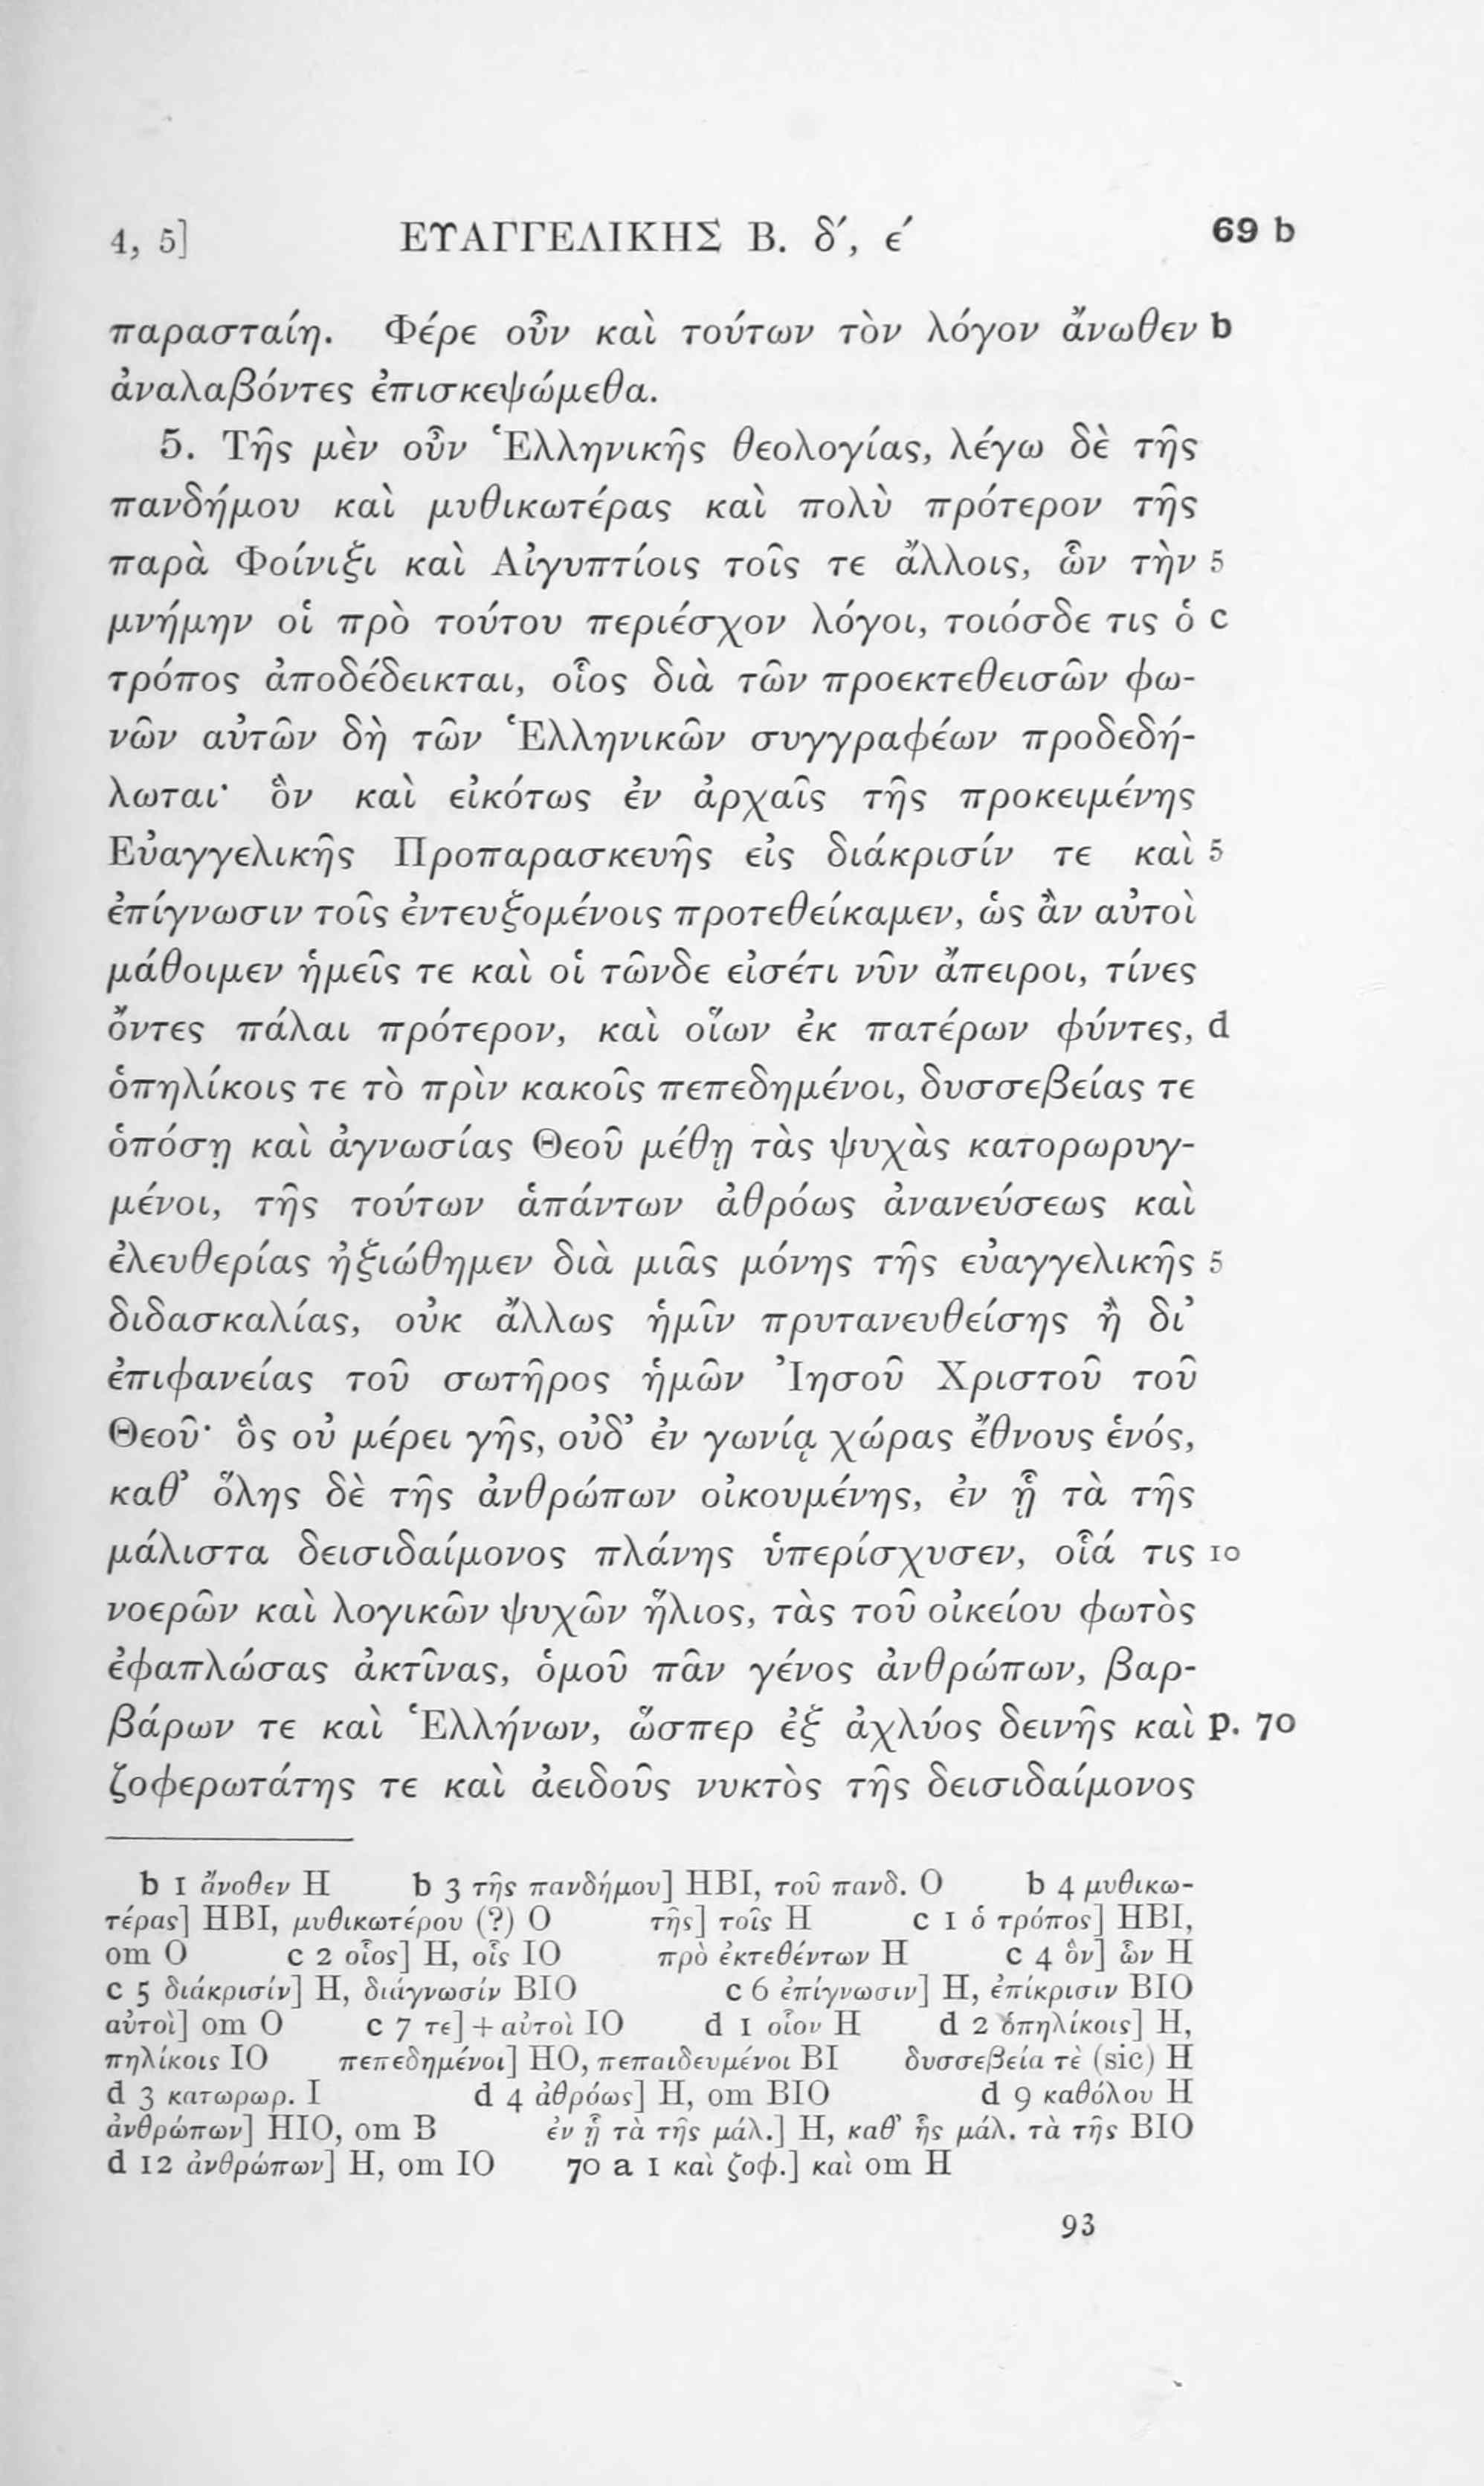 4, 5] ΕΥΑΓΓΕΛΙΚΗΣ Β. δ´, ε´ 69 b
παρασταίη. Φέρε οὖν καὶ τούτων τὸν λόγον ἄνωθεν b
ἀναλαβόντες ἐπισκεψώμεθα.
5. Τῆς μὲν οὖν Ἑλληνικῆς θεολογίας, λέγω δὲ τῆς
πανδήμου καὶ μυθικωτέρας καὶ πολὺ πρότερον τῆς
παρὰ Φοίνιξι καὶ Αἰγυπτίοις τοῖς τε ἄλλοις, ὧν τὴν 5
μνήμην οἱ πρὸ τούτου περιέσχον λόγοι, τοιόσδε τις ὁ c
τρόπος ἀποδέδεικται, οἷος διὰ τῶν προεκτεθεισῶν φω-
νῶν αὐτῶν δὴ τῶν Ἑλληνικῶν συγγραφέων προδεδή-
λωται· ὃν καὶ εἰκότως ἐν ἀρχαῖς τῆς προκειμένης
Εὐαγγελικῆς Προπαρασκευῆς εἰς διάκρισίν τε καὶ 5
ἐπίγνωσιν τοῖς ἐντευξομένοις προτεθείκαμεν, ὡς ἂν αὐτοὶ
μάθοιμεν ἡμεῖς τε καὶ οἱ τῶνδε εἰσέτι νῦν ἄπειροι, τίνες
ὄντες πάλαι πρότερον, καὶ οἵων ἐκ πατέρων φύντες, d
ὁπηλίκοις τε τὸ πρὶν κακοῖς πεπεδημένοι, δυσσεβείας τε
ὁπόσῃ καὶ ἀγνωσίας Θεοῦ μέθῃ τὰς ψυχὰς κατορωρυγ-
μένοι, τῆς τούτων ἁπάντων ἀθρόως ἀνανεύσεως καὶ
ἐλευθερίας ἠξιώθημεν διὰ μιᾶς μόνης τῆς εὐαγγελικῆς 5
διδασκαλίας, οὐκ ἄλλως ἡμῖν πρυτανευθείσης ἢ δι’
ἐπιφανείας τοῦ σωτῆρος ἡμῶν Ἰησοῦ Χριστοῦ τοῦ
Θεοῦ· ὃς οὐ μέρει γῆς, οὐδ’ ἐν γωνίᾳ χώρας ἔθνους ἑνός,
καθ’ ὅλης δὲ τῆς ἀνθρώπων οἰκουμένης, ἐν ᾗ τὰ τῆς
μάλιστα δεισιδαίμονος πλάνης ὑπερίσχυσεν, οἷά τις 10
νοερῶν καὶ λογικῶν ψυχῶν ἥλιος, τὰς τοῦ οἰκείου φωτὸς
ἐφαπλώσας ἀκτῖνας, ὁμοῦ πᾶν γένος ἀνθρώπων, βαρ-
βάρων τε καὶ Ἑλλήνων, ὥσπερ ἐξ ἀχλύος δεινῆς καὶ p. 70
ζοφερωτάτης τε καὶ ἀειδοῦς νυκτὸς τῆς δεισιδαίμονος
b 1 ἄνοθεν H b 3 τῆς πανδήμου] HBI, τοῦ πανδ. O b 4 μυθικω-
τέρας] HBI, μυθικωτέρου (?) O τῆς] τοῖς H c 1 ὁ τρόπος] HBI,
om O c 2 οἷος] H, οἷς IO πρὸ ἐκτεθέντων H c 4 ὃν] ὧν H
c 5 διάκρισίν] H, διάγνωσίν BIO c 6 ἐπίγνωσιν] H, ἐπίκρισιν BIO
αὐτοὶ] om O c 7 τε] + αὐτοὶ IO d 1 οἷον H d 2 ὁπηλίκοις] H,
πηλίκοις IO πεπεδημένοι] HO, πεπαιδευμένοι BI δυσσεβεία τὲ (sic) H
d 3 κατωρωρ. I d 4 ἀθρόως] H, om BIO d 9 καθόλου H
ἀνθρώπων] HIO, om B ἐν ᾗ τὰ τῆς μάλ.] H, καθ’ ἧς μάλ. τὰ τῆς BIO
d 12 ἀνθρώπων] H, om IO 70 a 1 καὶ ζοφ.] καὶ om H
93